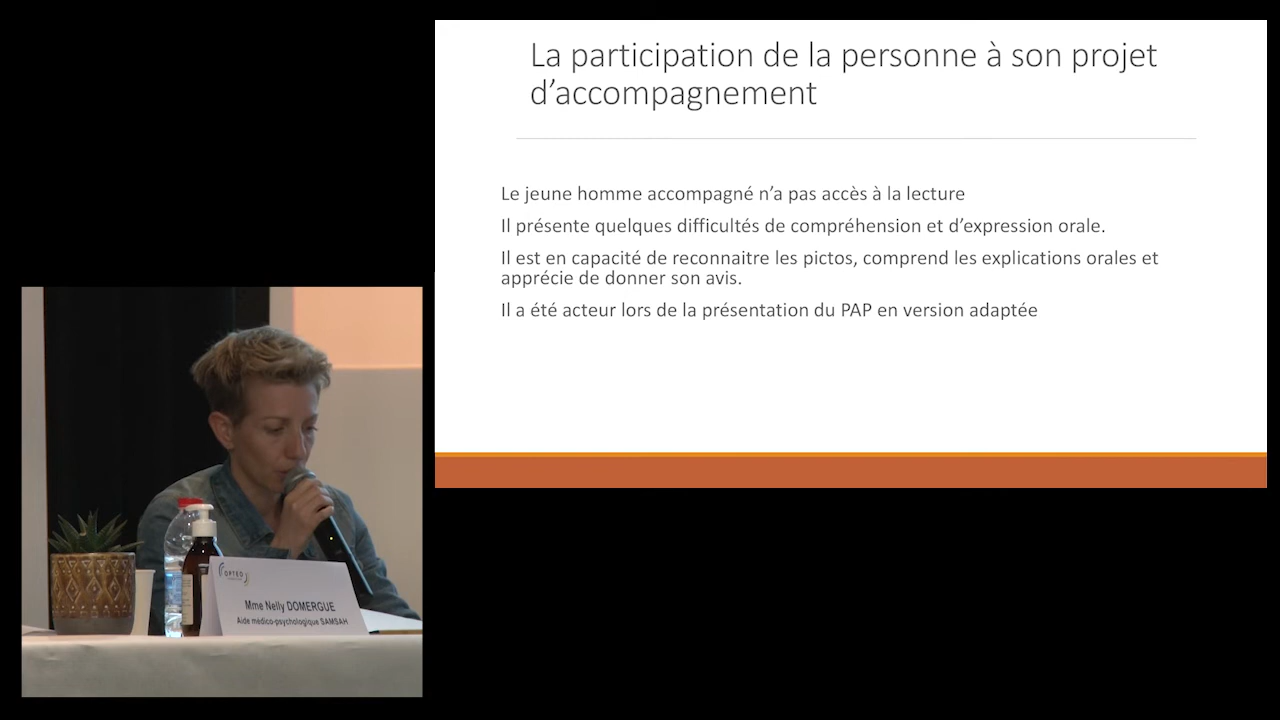 La participation de la personne à son projet
d’accompagnement
Le jeune homme accompagné n’a pas accès à la lecture
Il présente quelques difficultés de compréhension et d’expression orale.
Il est en capacité de reconnaitre les pictos, comprend les explications orales et
apprécie de donner son avis.
Il a été acteur lors de la présentation du PAP en version adaptée
OPTEO
Mme Nelly DOMERGUE
Aide médico-psychologique SAMSAH